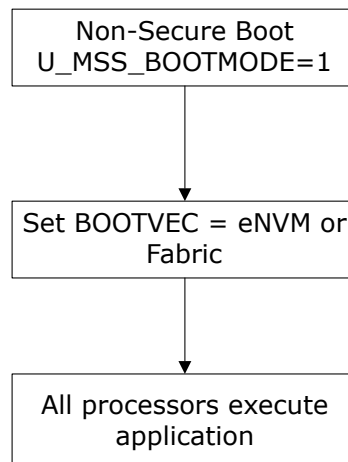 Non-Secure Boot
U_MSS_BOOTMODE=1
Set BOOTVEC = eNVM or
Fabric
All processors execute
application